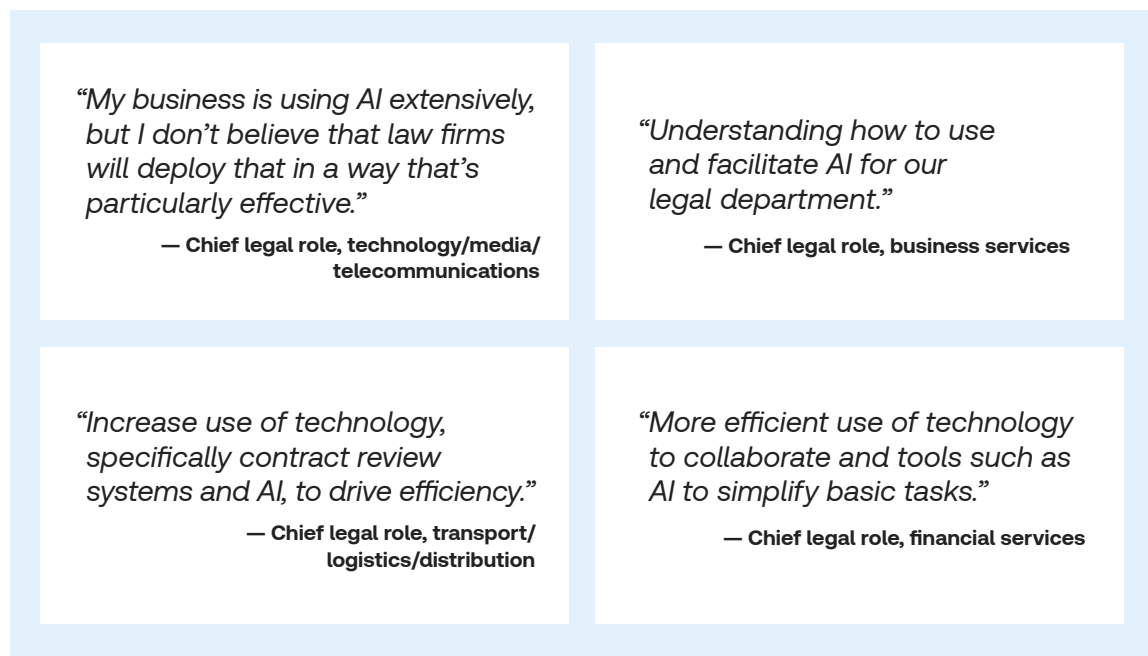 “My business is using AI extensively,
but I don’t believe that law firms
will deploy that in a way that’s
particularly effective.”
— Chief legal role, technology/media/
telecommunications
“Understanding how to use
and facilitate AI for our
legal department.”
— Chief legal role, business services
“Increase use of technology,
specifically contract review
systems and AI, to drive efficiency.”
— Chief legal role, transport/
logistics/distribution
“More efficient use of technology
to collaborate and tools such as
AI to simplify basic tasks.”
— Chief legal role, financial services